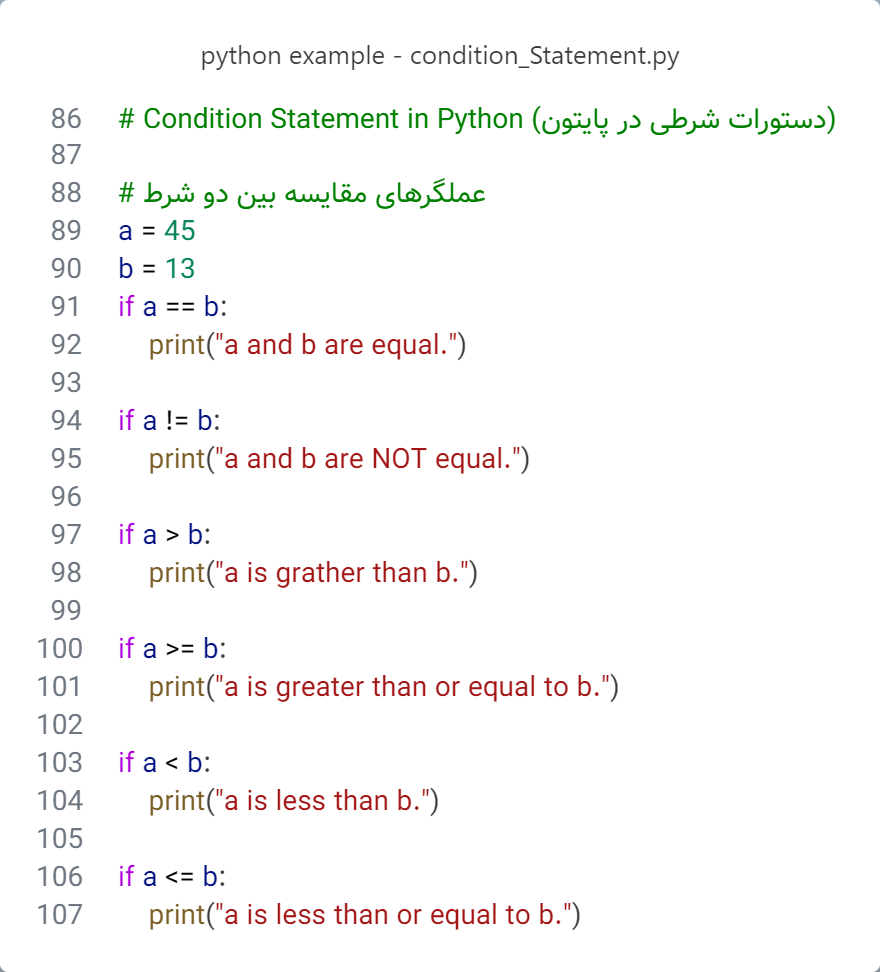 python example - condition_Statement.py
86 # Condition Statement in Python (دستورات شرطی در پایتون)
87
88 # عملگرهای مقایسه بین دو شرط
89 a = 45
90 b = 13
91 if a == b:
92     print("a and b are equal.")
93
94 if a != b:
95     print("a and b are NOT equal.")
96
97 if a > b:
98     print("a is grather than b.")
99
100 if a >= b:
101     print("a is greater than or equal to b.")
102
103 if a < b:
104     print("a is less than b.")
105
106 if a <= b:
107     print("a is less than or equal to b.")